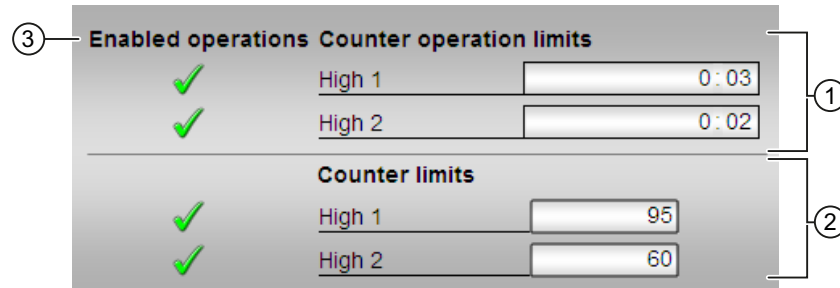 ③ Enabled operations Counter operation limits
High 1 0:03
①
High 2 0:02
Counter limits
High 1 95
②
High 2 60